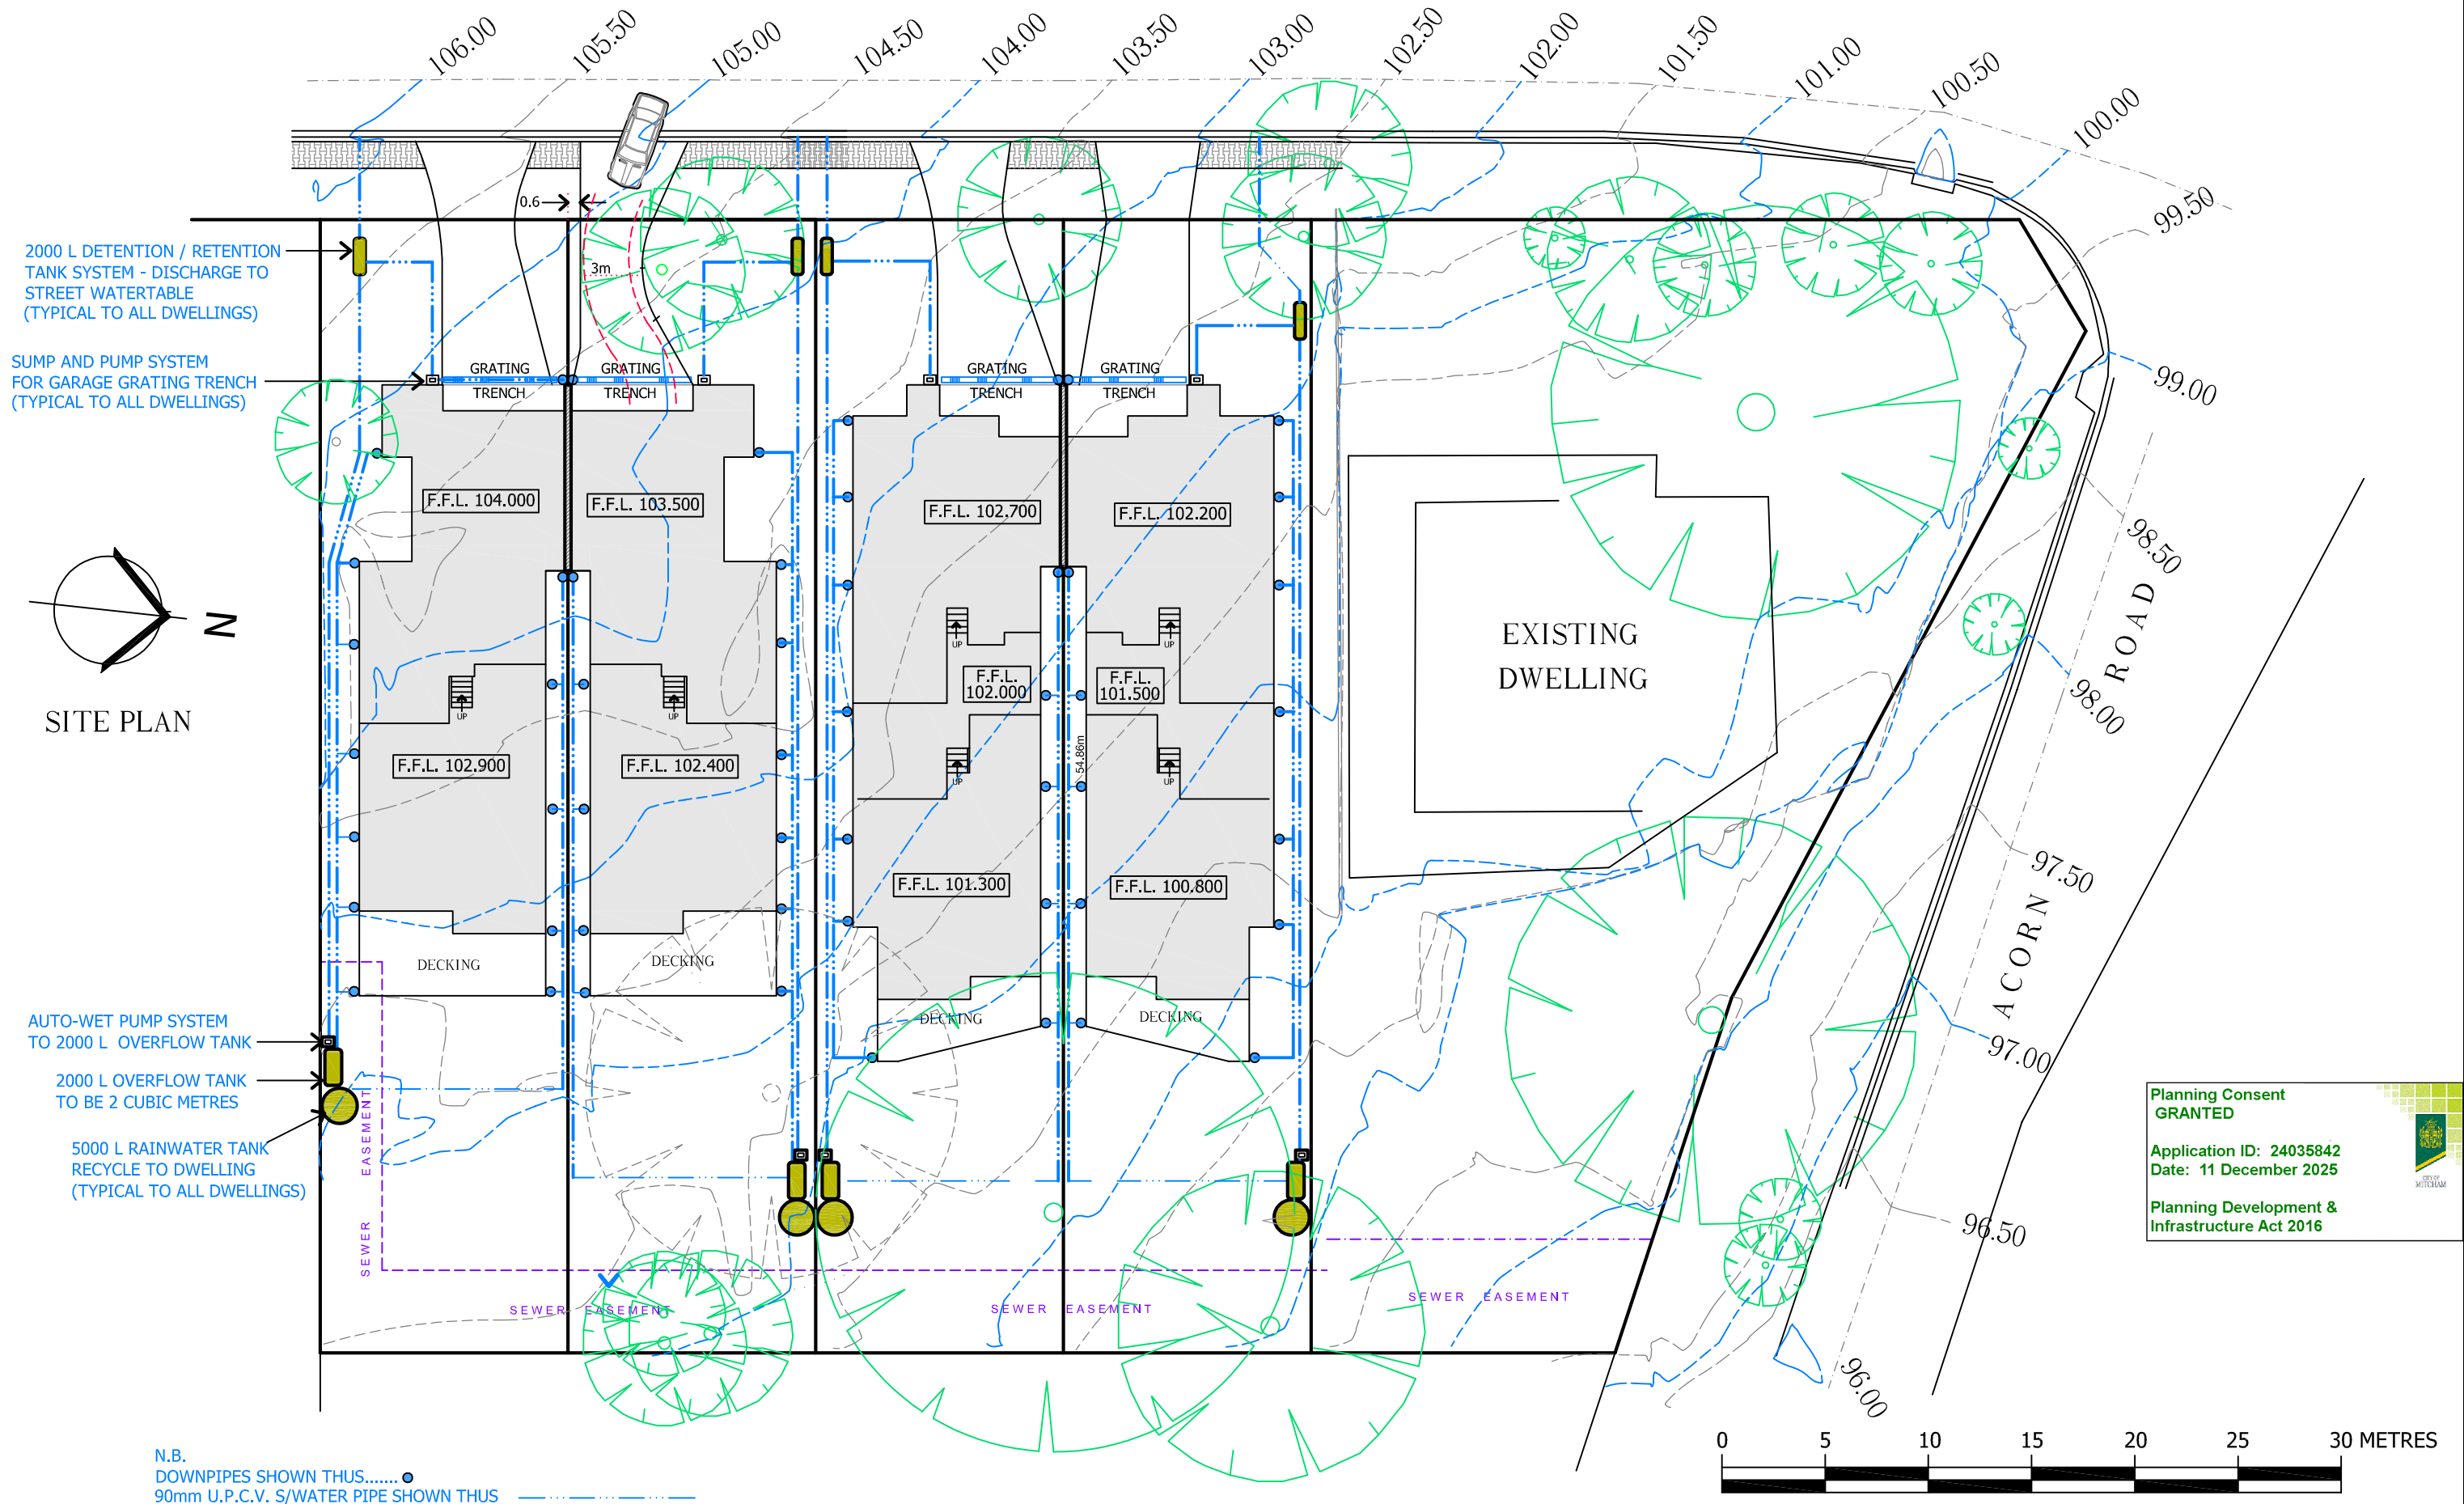 106.00
105.50
105.00
104.50
104.00
103.50
103.00
102.50
102.00
101.50
101.00
100.50
100.00
99.50
99.00
98.50
98.00
97.50
97.00
96.50
96.00
0.6
3m
2000 L DETENTION / RETENTION
TANK SYSTEM - DISCHARGE TO
STREET WATERTABLE
(TYPICAL TO ALL DWELLINGS)
SUMP AND PUMP SYSTEM
FOR GARAGE GRATING TRENCH
(TYPICAL TO ALL DWELLINGS)
GRATING
TRENCH
GRATING
TRENCH
GRATING
TRENCH
GRATING
TRENCH
F.F.L. 104.000
F.F.L. 103.500
F.F.L. 102.700
F.F.L. 102.200
N
SITE PLAN
UP
UP
UP
UP
F.F.L.
102.000
F.F.L.
101.500
F.F.L. 102.900
F.F.L. 102.400
54.86m
UP
UP
F.F.L. 101.300
F.F.L. 100.800
EXISTING
DWELLING
ACORN ROAD
DECKING
DECKING
DECKING
DECKING
AUTO-WET PUMP SYSTEM
TO 2000 L OVERFLOW TANK
2000 L OVERFLOW TANK
TO BE 2 CUBIC METRES
5000 L RAINWATER TANK
RECYCLE TO DWELLING
(TYPICAL TO ALL DWELLINGS)
SEWER EASEMENT
SEWER EASEMENT
SEWER EASEMENT
SEWER EASEMENT
Planning Consent
GRANTED
Application ID: 24035842
Date: 11 December 2025
Planning Development &
Infrastructure Act 2016
CITY OF
MITCHAM
0 5 10 15 20 25 30 METRES
N.B.
DOWNPIPES SHOWN THUS.......
90mm U.P.C.V. S/WATER PIPE SHOWN THUS